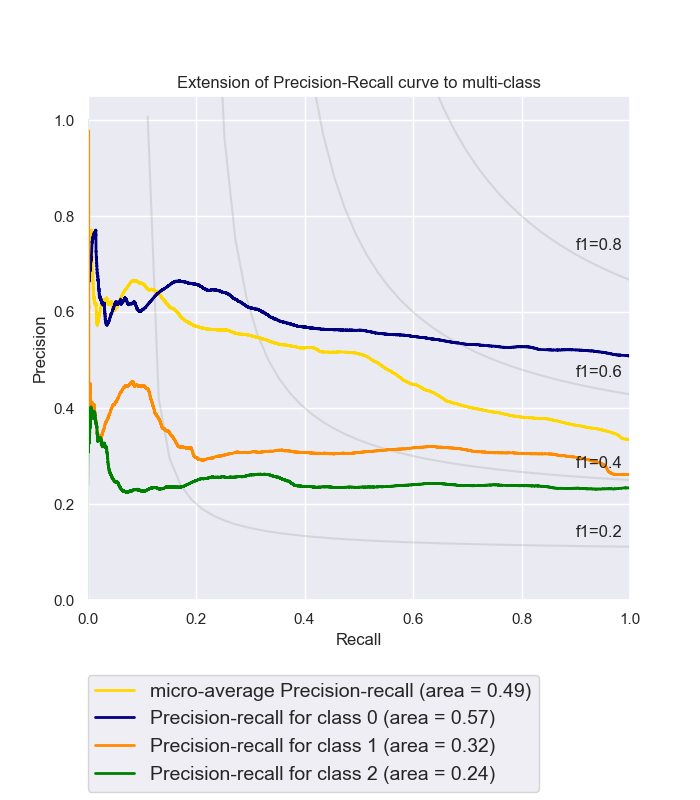 Extension of Precision-Recall curve to multi-class
1.0
0.8
0.6
0.4
0.2
0.0
Precision
f1=0.8
f1=0.6
f1=0.4
f1=0.2
0.0 0.2 0.4 0.6 0.8 1.0
Recall
micro-average Precision-recall (area = 0.49)
Precision-recall for class 0 (area = 0.57)
Precision-recall for class 1 (area = 0.32)
Precision-recall for class 2 (area = 0.24)